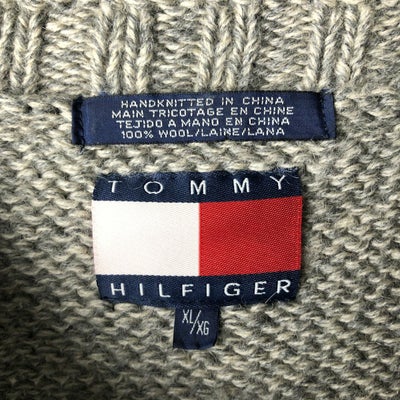 HANDKNITTED IN CHINA
MAIN TRICOTAGE EN CHINE
TEJIDO A MANO EN CHINA
100% WOOL/LAINE/LANA
TOMMY
HILFIGER
XL/XG